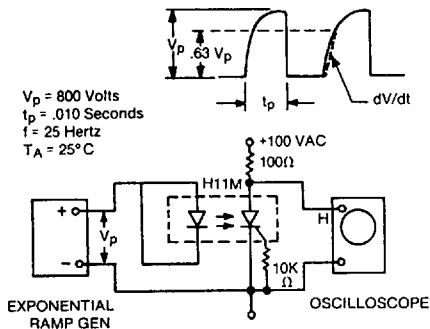 Vp
.63 Vp
tp
dV/dt
Vp = 800 Volts
tp = .010 Seconds
f = 25 Hertz
TA = 25°C
+100 VAC
100Ω
H11M
H
+
Vp
−
10K
Ω
EXPONENTIAL
RAMP GEN
OSCILLOSCOPE